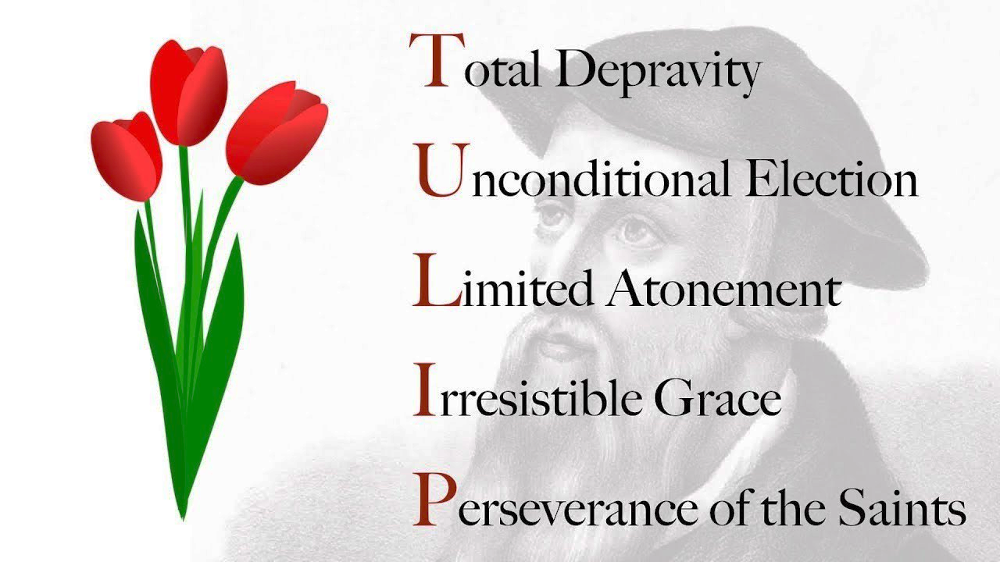 Total Depravity
Unconditional Election
Limited Atonement
Irresistible Grace
Perseverance of the Saints